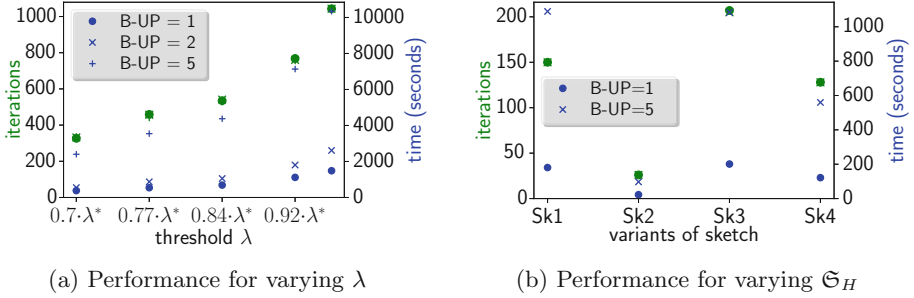 1000
800
600
400
200
0
iterations
B-UP = 1
B-UP = 2
B-UP = 5
10000
8000
6000
4000
2000
0
time (seconds)
0.7·λ* 0.77·λ* 0.84·λ* 0.92·λ*
threshold λ
(a) Performance for varying λ
200
150
100
50
0
iterations
B-UP=1
B-UP=5
1000
800
600
400
200
0
time (seconds)
Sk1 Sk2 Sk3 Sk4
variants of sketch
(b) Performance for varying 𝔖_H